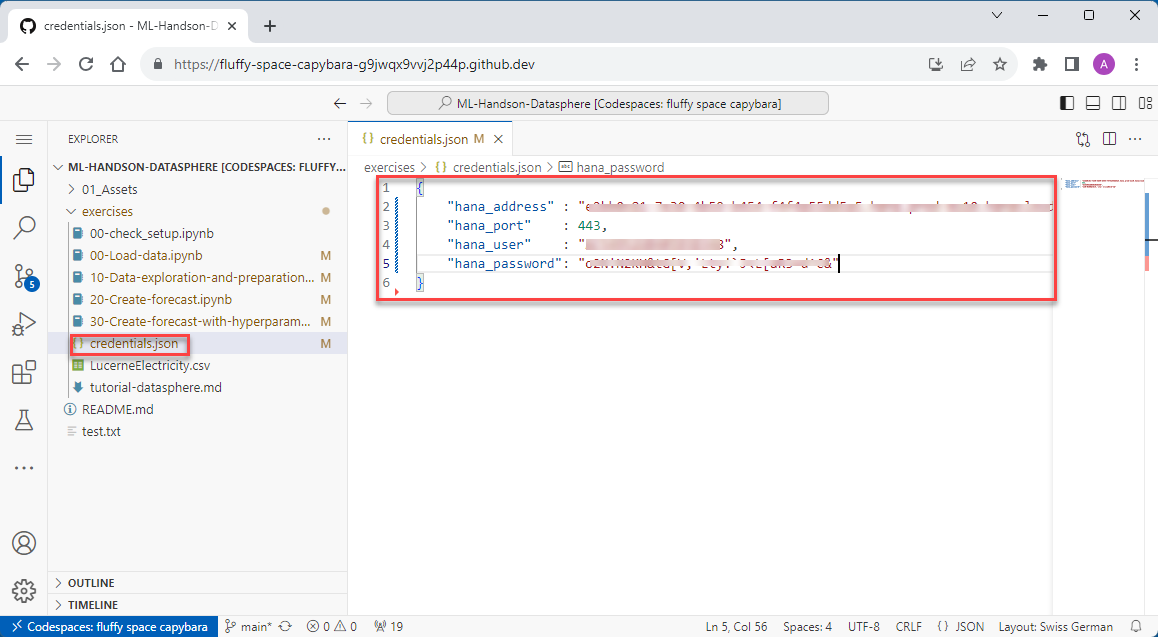 credentials.json - ML-Handson-D
https://fluffy-space-capybara-g9jwqx9vvj2p44p.github.dev
A
ML-Handson-Datasphere [Codespaces: fluffy space capybara]
EXPLORER
ML-HANDSON-DATASPHERE [CODESPACES: FLUFFY...
01_Assets
exercises
00-check_setup.ipynb
00-Load-data.ipynb M
10-Data-exploration-and-preparation... M
20-Create-forecast.ipynb M
30-Create-forecast-with-hyperparam... M
{} credentials.json M
LucerneElectricity.csv
tutorial-datasphere.md
README.md
test.txt
5
OUTLINE
TIMELINE
{} credentials.json M
exercises > {} credentials.json > abc hana_password
1 {
2 "hana_address" : "
3 "hana_port" : 443,
4 "hana_user" : "8",
5 "hana_password": "
6 }
Codespaces: fluffy space capybara
main*
0 0
19
Ln 5, Col 56
Spaces: 4
UTF-8
CRLF
{} JSON
Layout: Swiss German